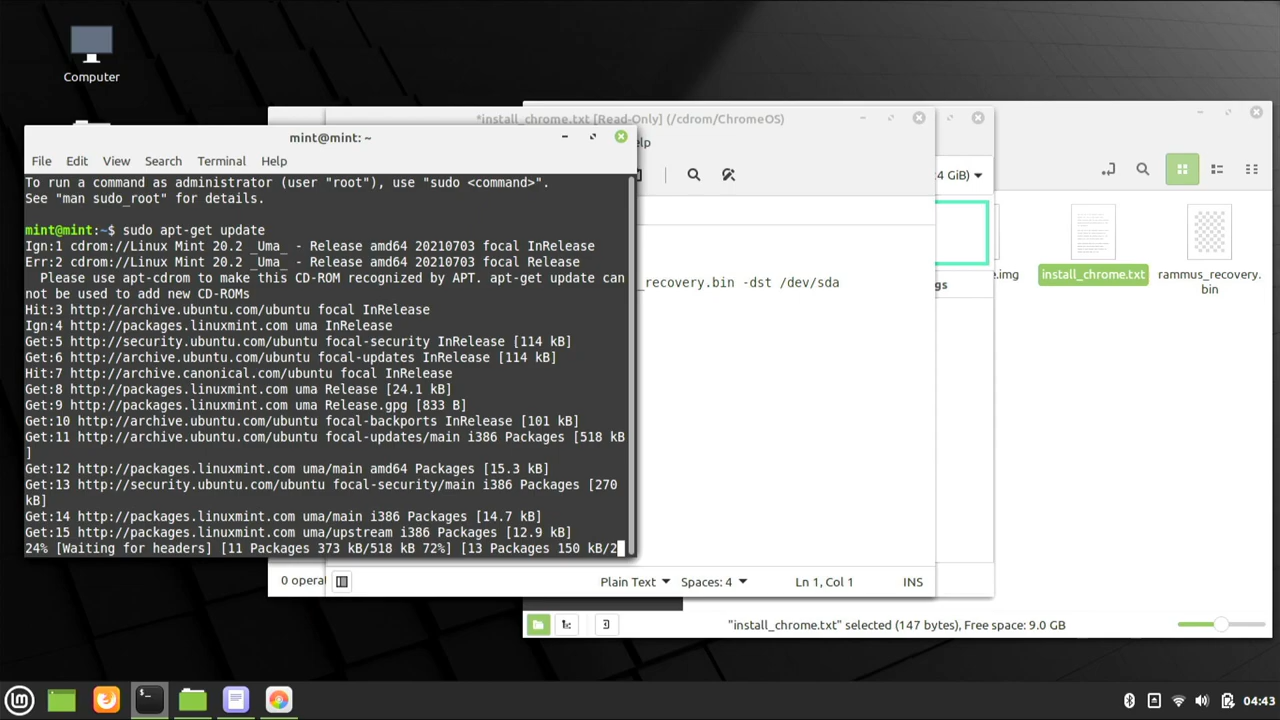 Computer
*install_chrome.txt [Read-Only] (/cdrom/ChromeOS)
elp
4 GiB)
_recovery.bin -dst /dev/sda
gs
0 opera
Plain Text
Spaces: 4
Ln 1, Col 1
INS
e.img
install_chrome.txt
rammus_recovery.
bin
"install_chrome.txt" selected (147 bytes), Free space: 9.0 GB
mint@mint: ~
File Edit View Search Terminal Help
To run a command as administrator (user "root"), use "sudo <command>".
See "man sudo_root" for details.
mint@mint:~$ sudo apt-get update
Ign:1 cdrom://Linux Mint 20.2 _Uma_ - Release amd64 20210703 focal InRelease
Err:2 cdrom://Linux Mint 20.2 _Uma_ - Release amd64 20210703 focal Release
Please use apt-cdrom to make this CD-ROM recognized by APT. apt-get update can
not be used to add new CD-ROMs
Hit:3 http://archive.ubuntu.com/ubuntu focal InRelease
Ign:4 http://packages.linuxmint.com uma InRelease
Get:5 http://security.ubuntu.com/ubuntu focal-security InRelease [114 kB]
Get:6 http://archive.ubuntu.com/ubuntu focal-updates InRelease [114 kB]
Hit:7 http://archive.canonical.com/ubuntu focal InRelease
Get:8 http://packages.linuxmint.com uma Release [24.1 kB]
Get:9 http://packages.linuxmint.com uma Release.gpg [833 B]
Get:10 http://archive.ubuntu.com/ubuntu focal-backports InRelease [101 kB]
Get:11 http://archive.ubuntu.com/ubuntu focal-updates/main i386 Packages [518 kB
]
Get:12 http://packages.linuxmint.com uma/main amd64 Packages [15.3 kB]
Get:13 http://security.ubuntu.com/ubuntu focal-security/main i386 Packages [270
kB]
Get:14 http://packages.linuxmint.com uma/main i386 Packages [14.7 kB]
Get:15 http://packages.linuxmint.com uma/upstream i386 Packages [12.9 kB]
24% [Waiting for headers] [11 Packages 373 kB/518 kB 72%] [13 Packages 150 kB/2
04:43